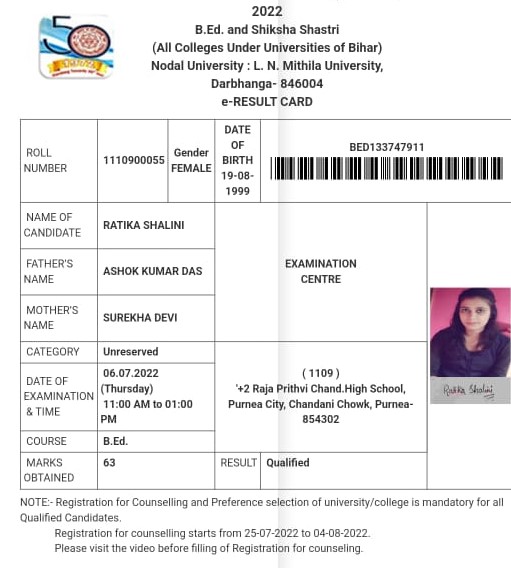 50
2022
B.Ed. and Shiksha Shastri
(All Colleges Under Universities of Bihar)
Nodal University : L. N. Mithila University,
Darbhanga- 846004
e-RESULT CARD
ROLL
NUMBER
1110900055
Gender
FEMALE
DATE
OF
BIRTH
19-08-
1999
BED133747911
NAME OF
CANDIDATE
RATIKA SHALINI
FATHER'S
NAME
ASHOK KUMAR DAS
MOTHER'S
NAME
SUREKHA DEVI
EXAMINATION
CENTRE
Ratika Shalini
CATEGORY
Unreserved
DATE OF
EXAMINATION
& TIME
06.07.2022
(Thursday)
11:00 AM to 01:00
PM
( 1109 )
'+2 Raja Prithvi Chand.High School,
Purnea City, Chandani Chowk, Purnea-
854302
COURSE
B.Ed.
MARKS
OBTAINED
63
RESULT
Qualified
NOTE:- Registration for Counselling and Preference selection of university/college is mandatory for all
Qualified Candidates.
Registration for counselling starts from 25-07-2022 to 04-08-2022.
Please visit the video before filling of Registration for counseling.